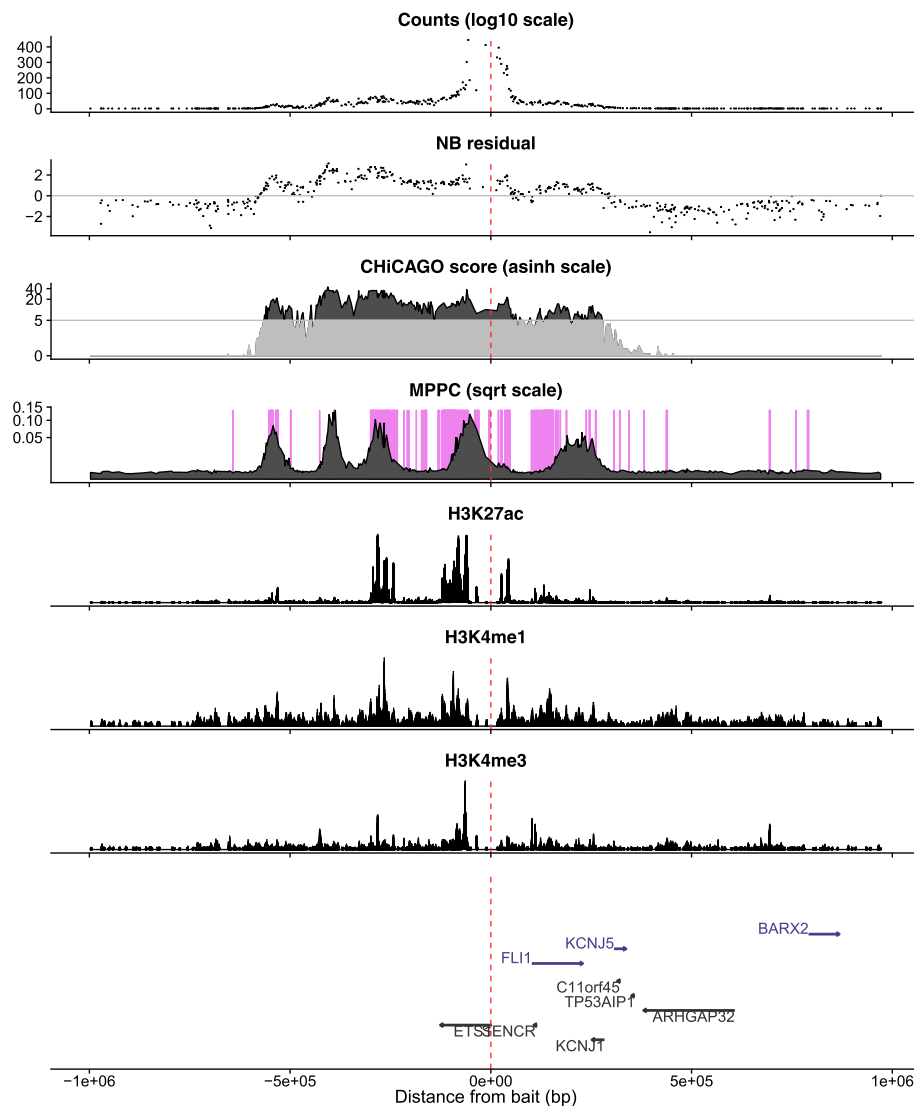 Counts (log10 scale)
400
300
200
100
0
NB residual
2
0
−2
CHiCAGO score (asinh scale)
40
20
5
0
MPPC (sqrt scale)
0.15
0.10
0.05
H3K27ac
H3K4me1
H3K4me3
BARX2
KCNJ5
FLI1
C11orf45
TP53AIP1
ARHGAP32
ETS1
SENCR
KCNJ1
−1e+06 −5e+05 0e+00 5e+05 1e+06
Distance from bait (bp)